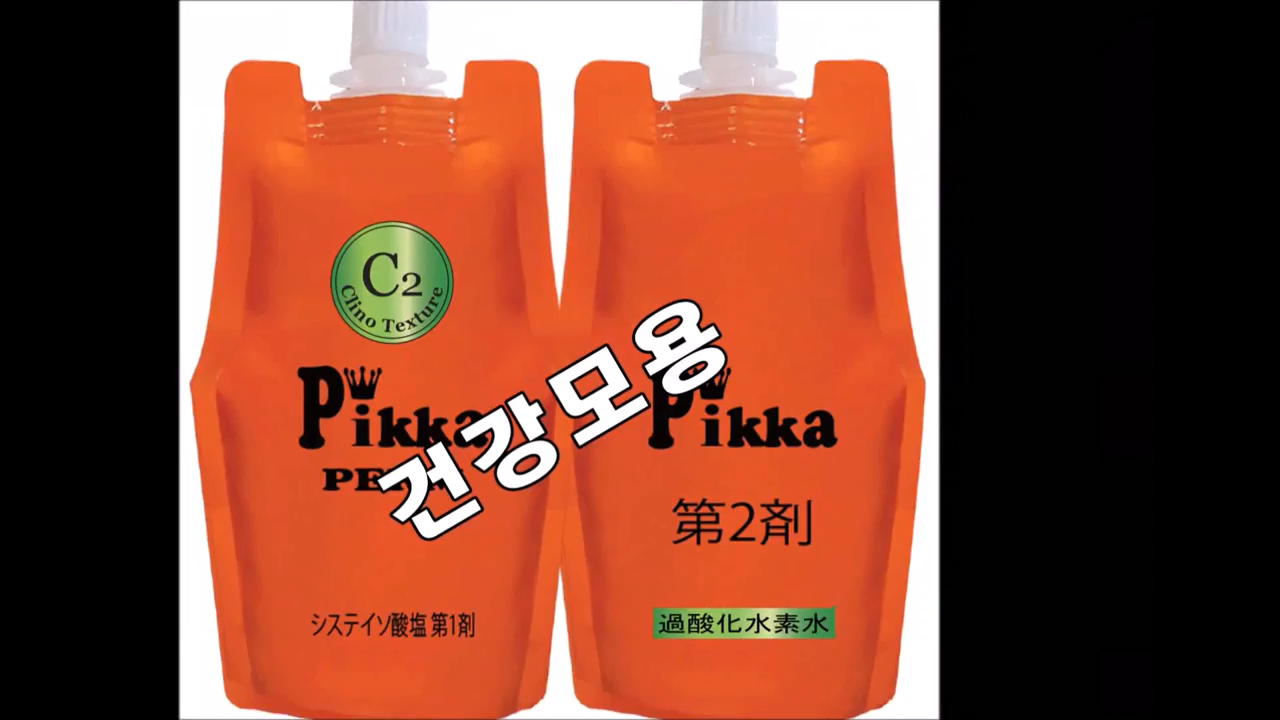 C2
Clino Texture
Pikka
システイソ酸塩 第1剤
건강모용
Pikka
第2剤
過酸化水素水